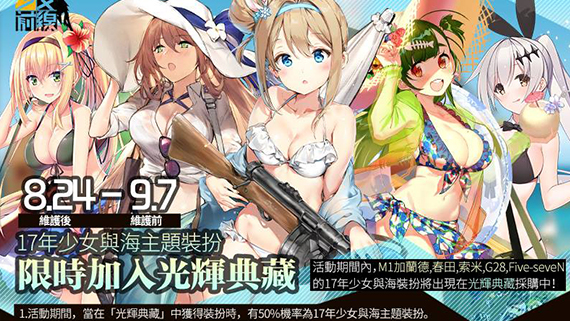 前線
8.24 – 9.7
維護後 維護前
17年少女與海主題裝扮
限時加入光輝典藏
活動期間內,M1加蘭德,春田,索米,G28,Five-seveN
的17年少女與海裝扮將出現在光輝典藏採購中!
1.活動期間,當在「光輝典藏」中獲得裝扮時,有50%機率為17年少女與海主題裝扮。